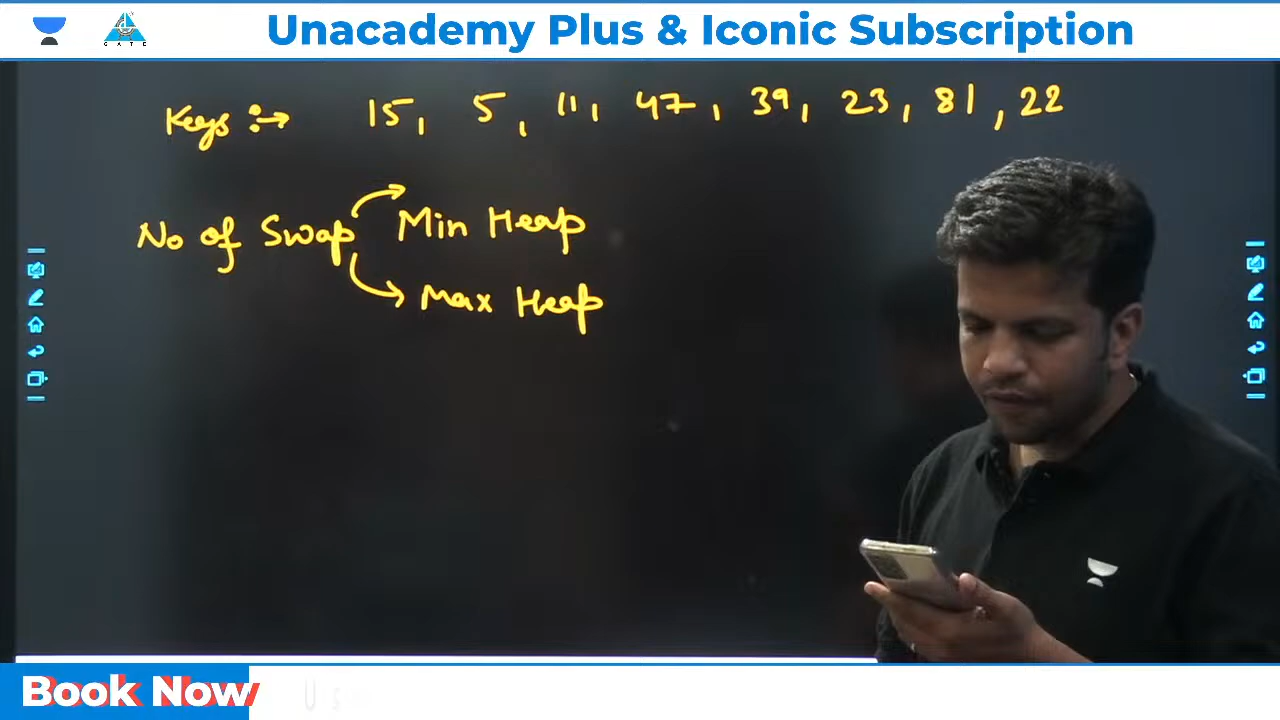 Unacademy Plus & Iconic Subscription
GATE
Keys :→ 15, 5, 11, 47, 39, 23, 81, 22
No of Swap → Min Heap
→ Max Heap
Book Now